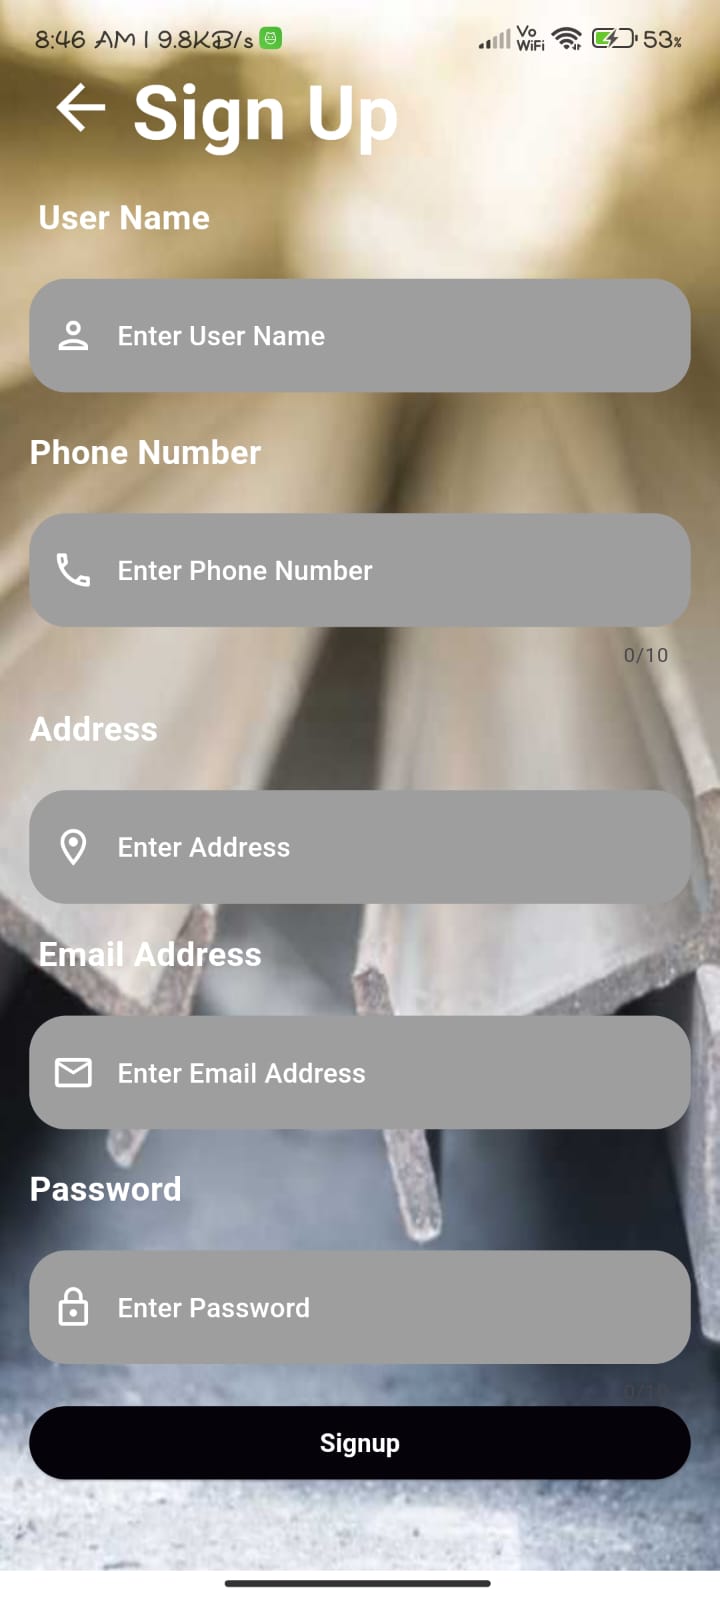 8:46 AM | 9.8KB/s
Vo
WiFi
53%
Sign Up
User Name
Enter User Name
Phone Number
Enter Phone Number
0/10
Address
Enter Address
Email Address
Enter Email Address
Password
Enter Password
Signup